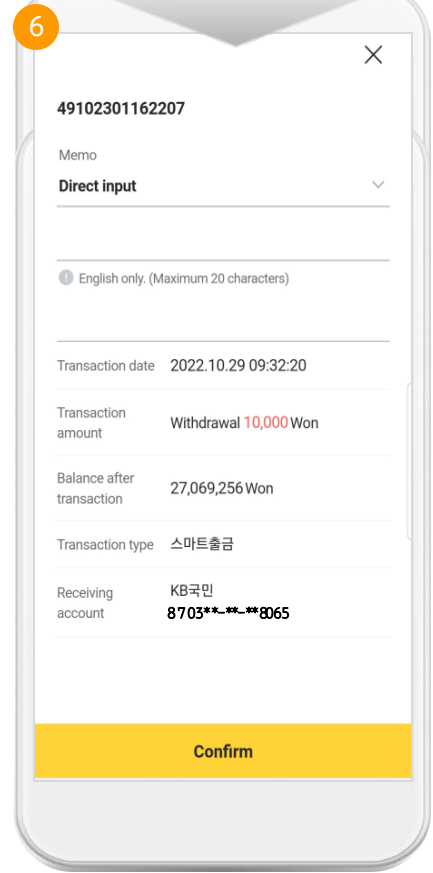 6
49102301162207
Memo
Direct input
English only. (Maximum 20 characters)
Transaction date 2022.10.29 09:32:20
Transaction
amount
Withdrawal 10,000 Won
Balance after
transaction
27,069,256 Won
Transaction type 스마트출금
Receiving
account
KB국민
8703**-**-**8065
Confirm